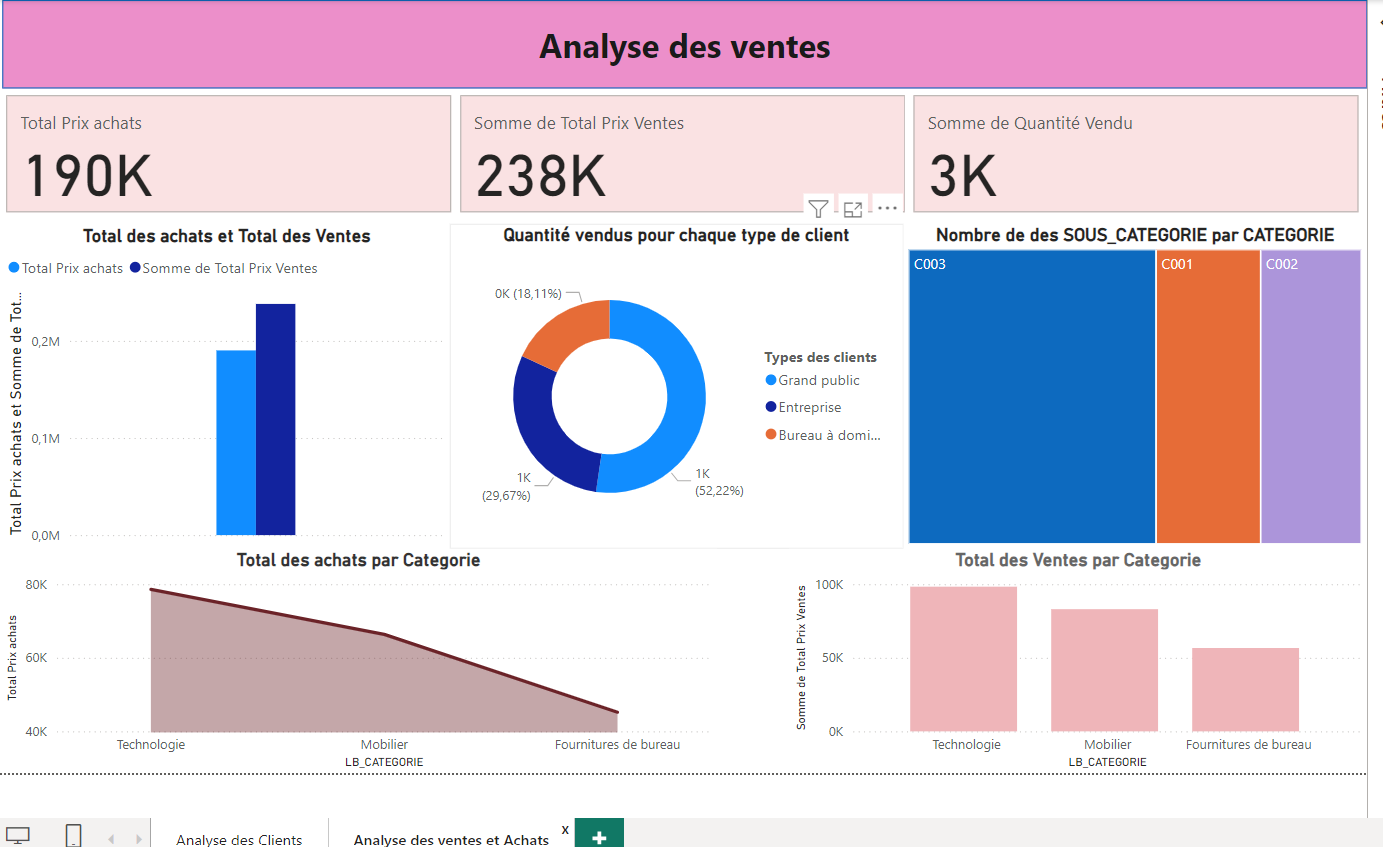 Analyse des ventes
Total Prix achats
190K
Somme de Total Prix Ventes
238K
Somme de Quantité Vendu
3K
Total des achats et Total des Ventes
Total Prix achats Somme de Total Prix Ventes
Total Prix achats et Somme de Tot...
0,2M
0,1M
0,0M
Quantité vendus pour chaque type de client
0K (18,11%)
1K
(29,67%)
1K
(52,22%)
Types des clients
Grand public
Entreprise
Bureau à domi...
Nombre de des SOUS_CATEGORIE par CATEGORIE
C003
C001
C002
Total des achats par Categorie
Total Prix achats
80K
60K
40K
Technologie
Mobilier
Fournitures de bureau
LB_CATEGORIE
Total des Ventes par Categorie
Somme de Total Prix Ventes
100K
50K
0K
Technologie
Mobilier
Fournitures de bureau
LB_CATEGORIE
Analyse des Clients
Analyse des ventes et Achats
x
+